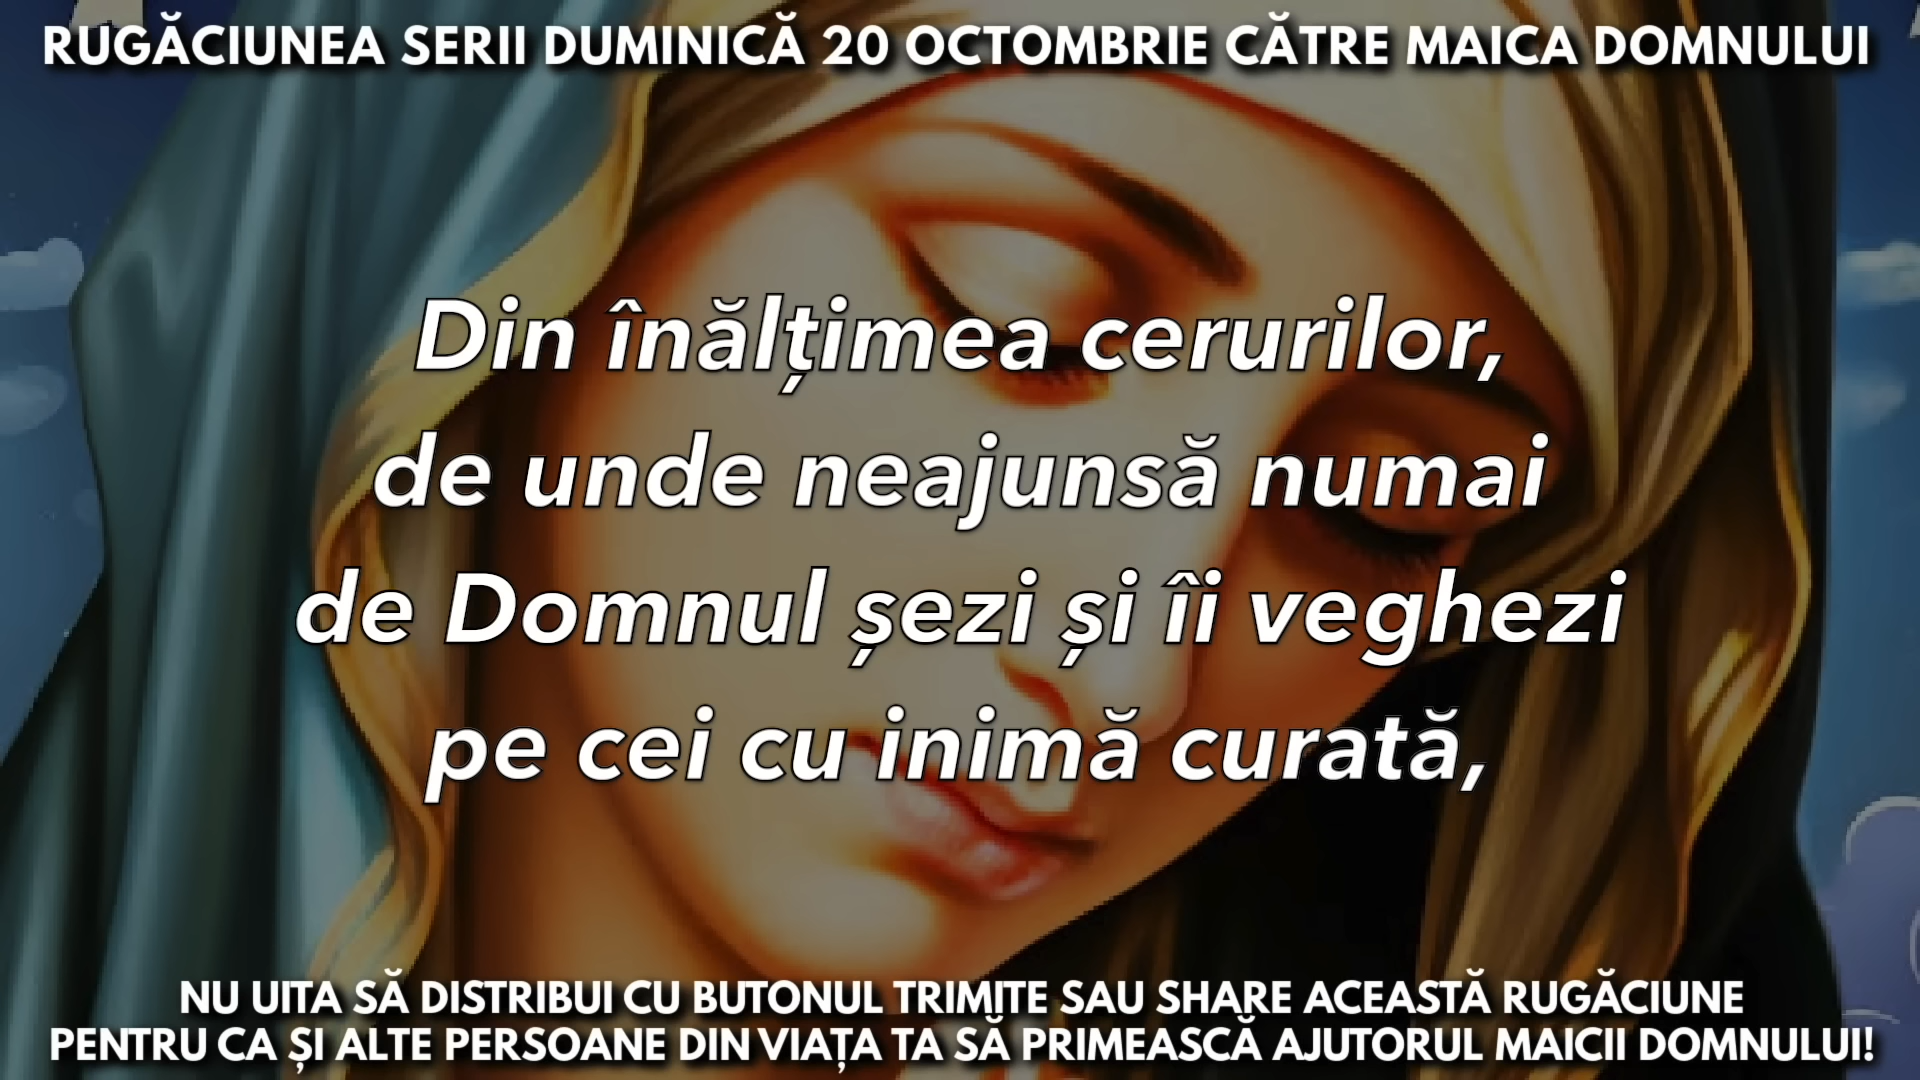 RUGĂCIUNEA SERII DUMINICĂ 20 OCTOMBRIE CĂTRE MAICA DOMNULUI
Din înălțimea cerurilor,
de unde neajunsă numai
de Domnul șezi și îi veghezi
pe cei cu inimă curată,
NU UITA SĂ DISTRIBUI CU BUTONUL TRIMITE SAU SHARE ACEASTĂ RUGĂCIUNE
PENTRU CA ȘI ALTE PERSOANE DIN VIAȚA TA SĂ PRIMEASCĂ AJUTORUL MAICII DOMNULUI!